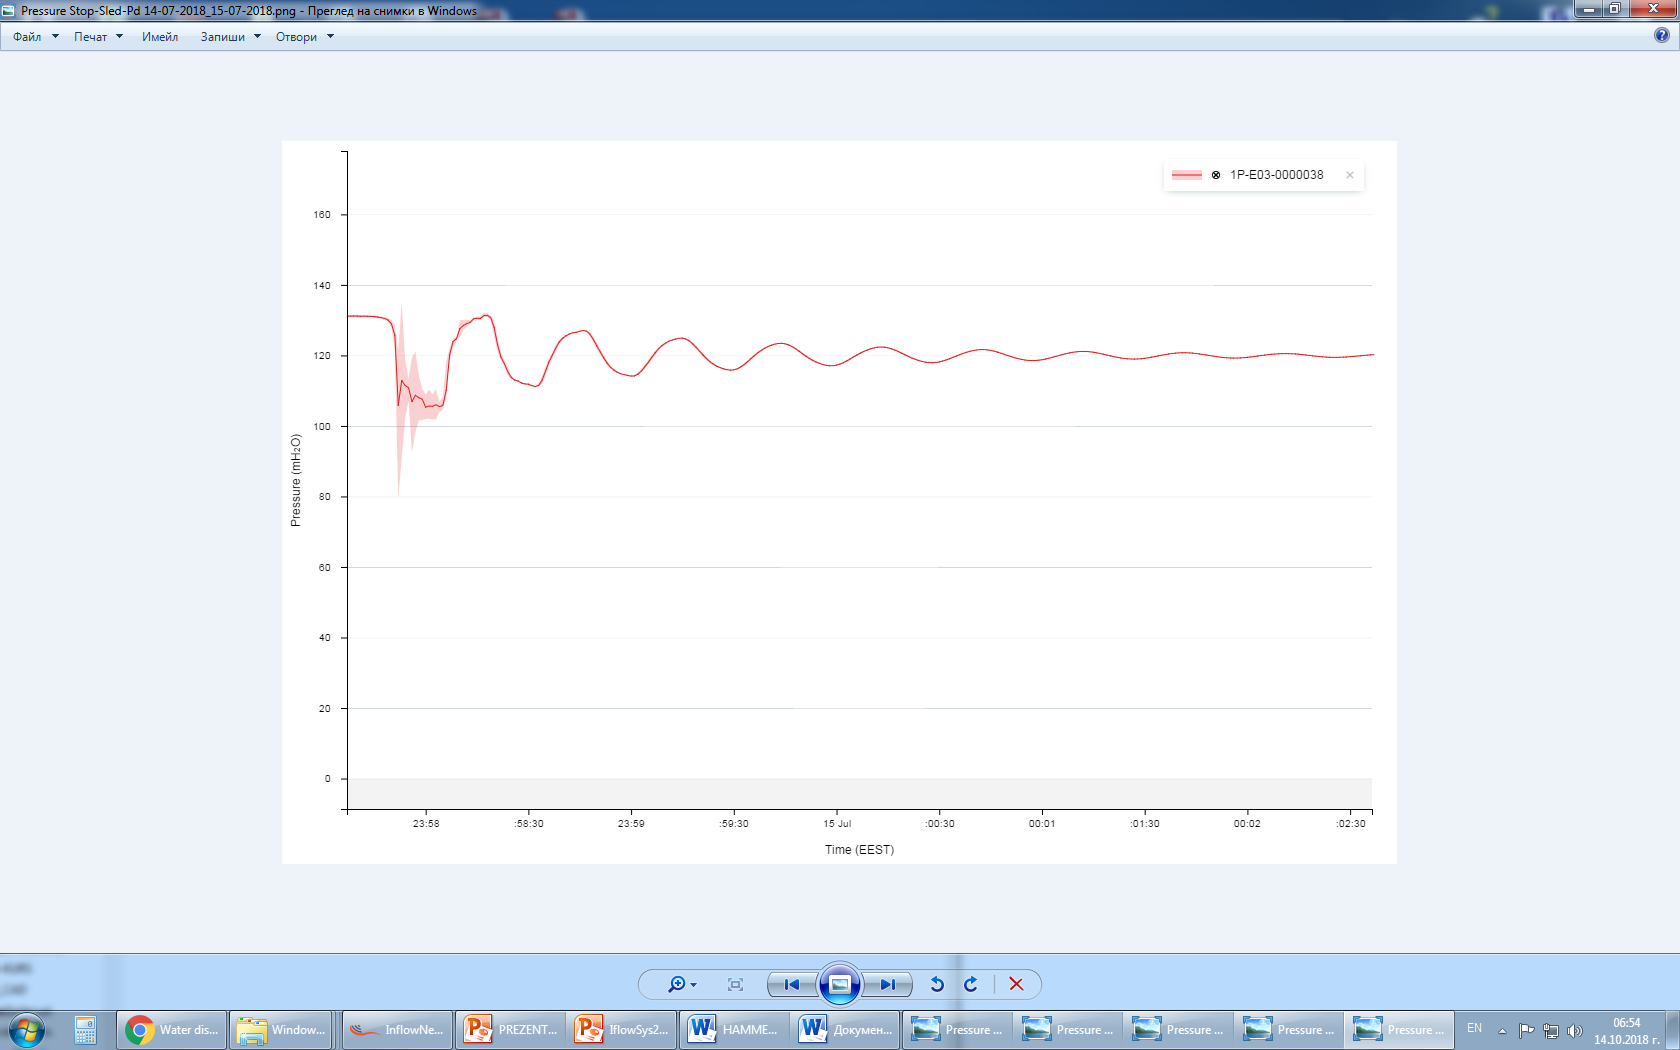 Pressure Stop-Sled-Pd 14-07-2018_15-07-2018.png - Преглед на снимки в Windows
Файл Печат Имейл Запиши Отвори
1P-E03-0000038
160
140
120
100
80
60
40
20
0
Pressure (mH₂O)
23:58 :58:30 23:59 :59:30 15 Jul :00:30 00:01 :01:30 00:02 :02:30
Time (EEST)
Water dis... Window... InflowNe... PREZENT... IflowSys2... HAMME... Докумен... Pressure ... Pressure ... Pressure ... Pressure ... Pressure ... EN 06:54
14.10.2018 г.